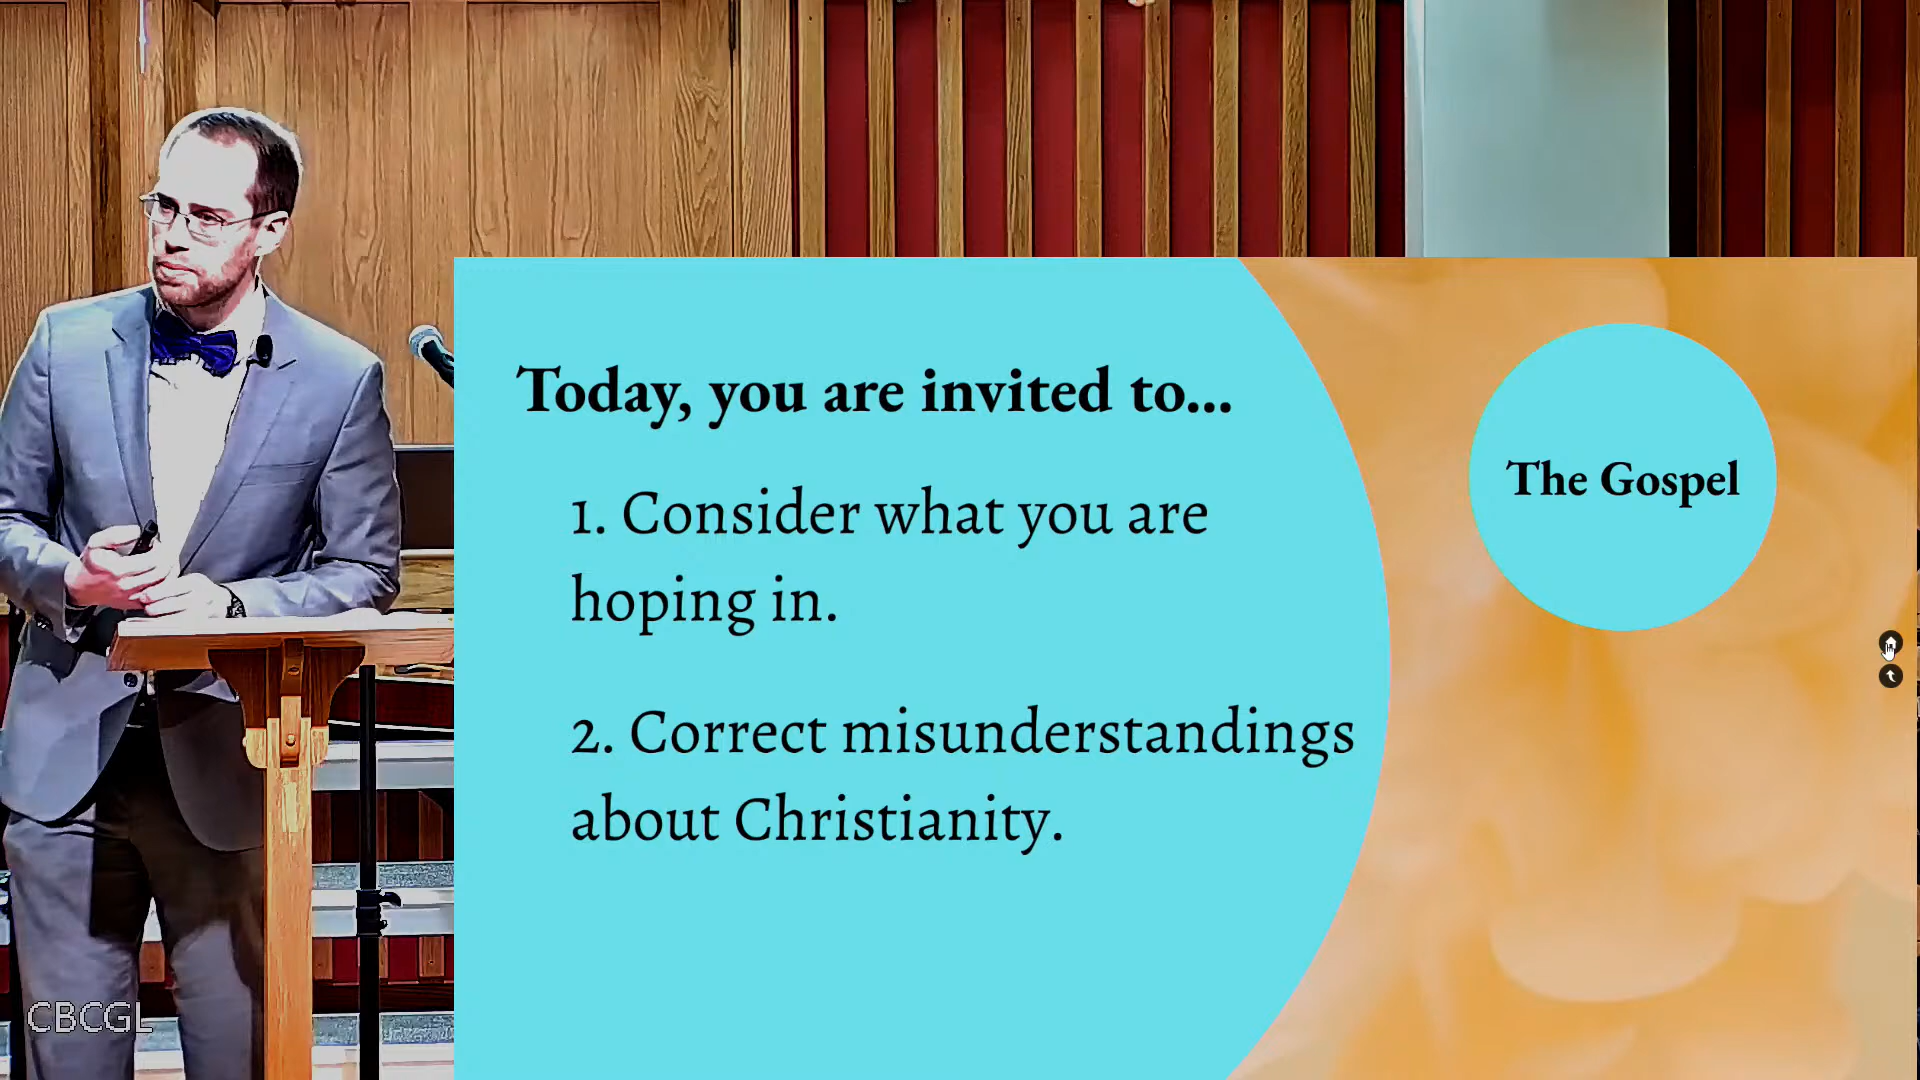 Today, you are invited to...
1. Consider what you are
hoping in.
2. Correct misunderstandings
about Christianity.
The Gospel
CBCGL